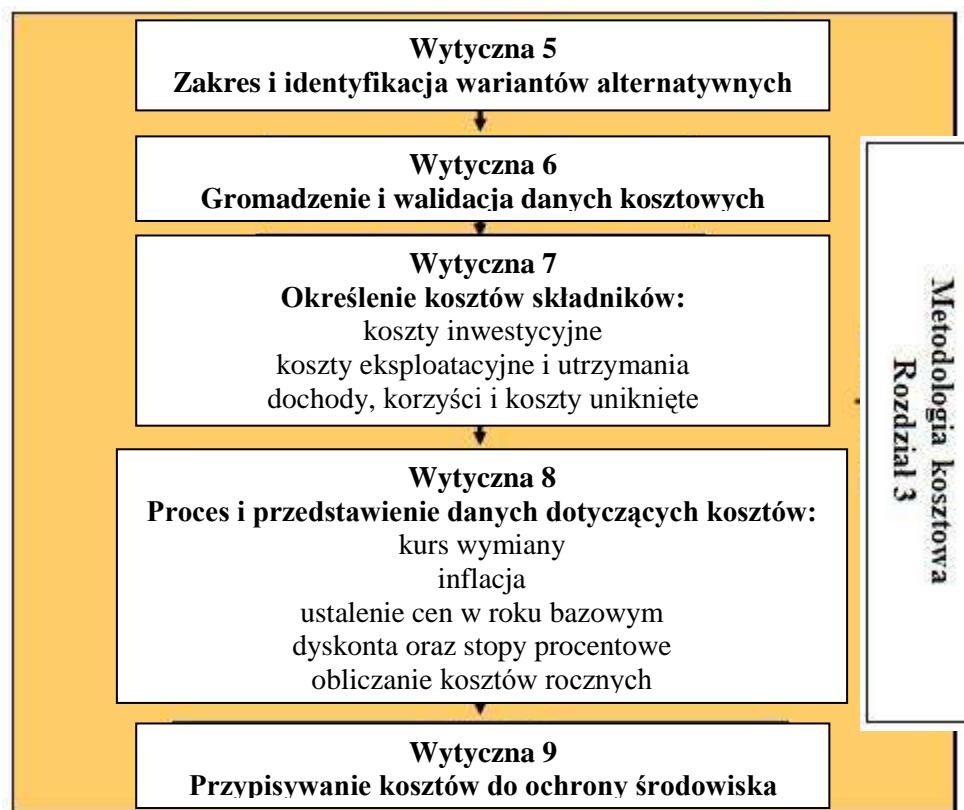 Wytyczna 5
Zakres i identyfikacja wariantów alternatywnych
Wytyczna 6
Gromadzenie i walidacja danych kosztowych
Wytyczna 7
Określenie kosztów składników:
koszty inwestycyjne
koszty eksploatacyjne i utrzymania
dochody, korzyści i koszty uniknięte
Wytyczna 8
Proces i przedstawienie danych dotyczących kosztów:
kurs wymiany
inflacja
ustalenie cen w roku bazowym
dyskonta oraz stopy procentowe
obliczanie kosztów rocznych
Wytyczna 9
Przypisywanie kosztów do ochrony środowiska
Metodologia kosztowa
Rozdział 3